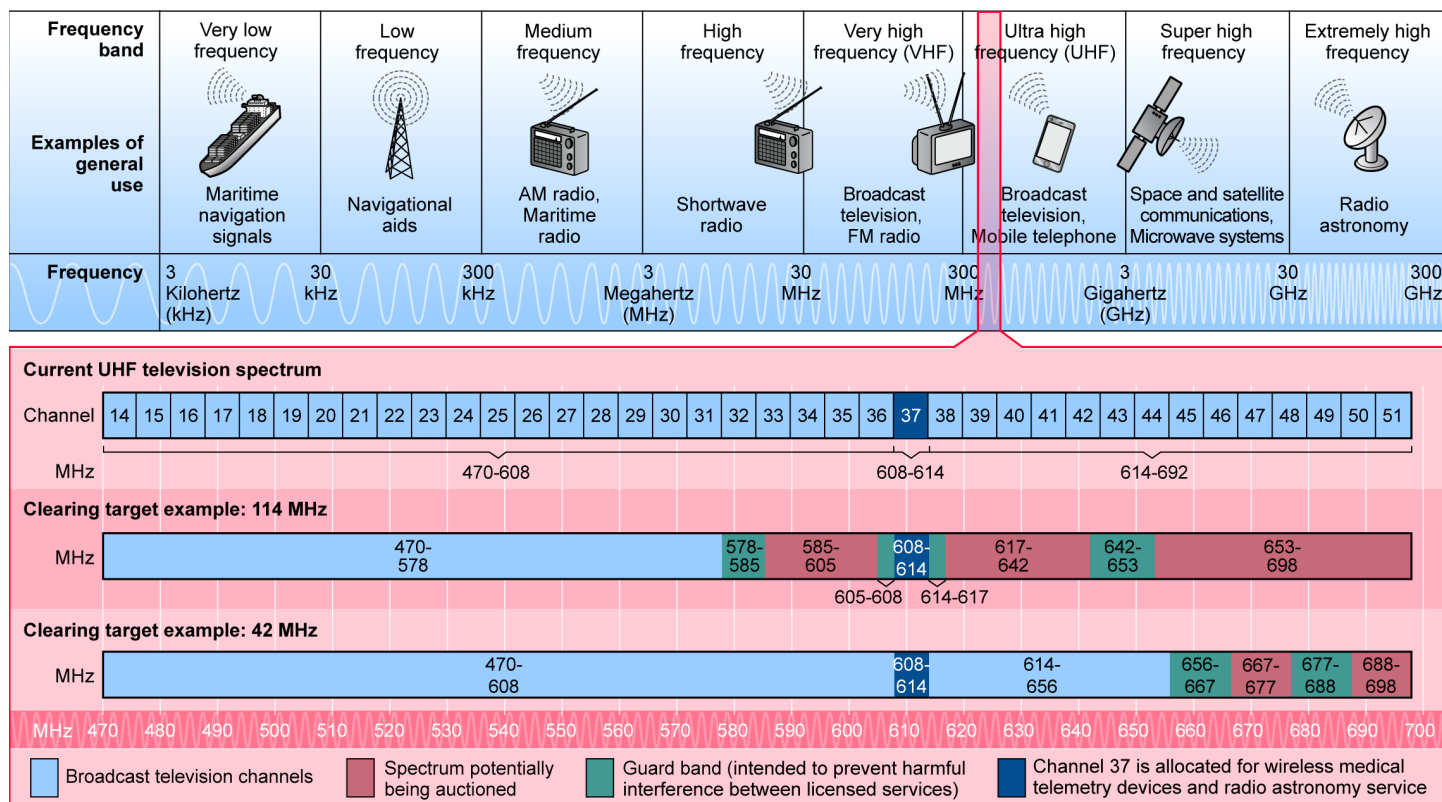 Frequency
band
Very low
frequency
Low
frequency
Medium
frequency
High
frequency
Very high
frequency (VHF)
Ultra high
frequency (UHF)
Super high
frequency
Extremely high
frequency
Examples of
general
use
Maritime
navigation
signals
Navigational
aids
AM radio,
Maritime
radio
Shortwave
radio
Broadcast
television,
FM radio
Broadcast
television,
Mobile telephone
Space and satellite
communications,
Microwave systems
Radio
astronomy
Frequency
3
Kilohertz
(kHz)
30
kHz
300
kHz
3
Megahertz
(MHz)
30
MHz
300
MHz
3
Gigahertz
(GHz)
30
GHz
300
GHz
Current UHF television spectrum
Channel 14 15 16 17 18 19 20 21 22 23 24 25 26 27 28 29 30 31 32 33 34 35 36 37 38 39 40 41 42 43 44 45 46 47 48 49 50 51
MHz 470-608 608-614 614-692
Clearing target example: 114 MHz
MHz
470-
578
578-
585
585-
605
608-
614
617-
642
642-
653
653-
698
605-608 614-617
Clearing target example: 42 MHz
MHz
470-
608
608-
614
614-
656
656-
667
667-
677
677-
688
688-
698
MHz 470 480 490 500 510 520 530 540 550 560 570 580 590 600 610 620 630 640 650 660 670 680 690 700
Broadcast television channels
Spectrum potentially
being auctioned
Guard band (intended to prevent harmful
interference between licensed services)
Channel 37 is allocated for wireless medical
telemetry devices and radio astronomy service